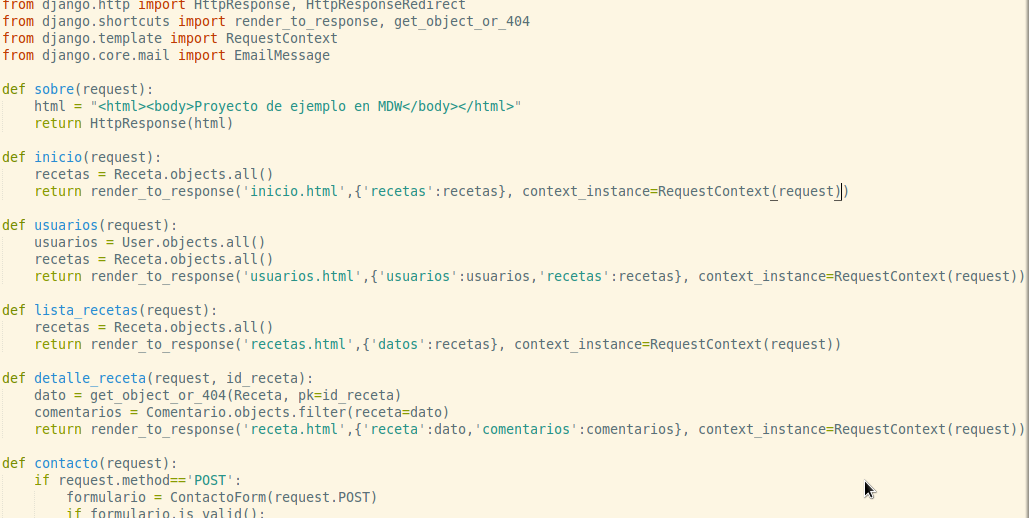 from django.http import HttpResponse, HttpResponseRedirect
from django.shortcuts import render_to_response, get_object_or_404
from django.template import RequestContext
from django.core.mail import EmailMessage

def sobre(request):
    html = "<html><body>Proyecto de ejemplo en MDW</body></html>"
    return HttpResponse(html)

def inicio(request):
    recetas = Receta.objects.all()
    return render_to_response('inicio.html',{'recetas':recetas}, context_instance=RequestContext(request))

def usuarios(request):
    usuarios = User.objects.all()
    recetas = Receta.objects.all()
    return render_to_response('usuarios.html',{'usuarios':usuarios,'recetas':recetas}, context_instance=RequestContext(request))

def lista_recetas(request):
    recetas = Receta.objects.all()
    return render_to_response('recetas.html',{'datos':recetas}, context_instance=RequestContext(request))

def detalle_receta(request, id_receta):
    dato = get_object_or_404(Receta, pk=id_receta)
    comentarios = Comentario.objects.filter(receta=dato)
    return render_to_response('receta.html',{'receta':dato,'comentarios':comentarios}, context_instance=RequestContext(request))

def contacto(request):
    if request.method=='POST':
        formulario = ContactoForm(request.POST)
        if formulario.is_valid():